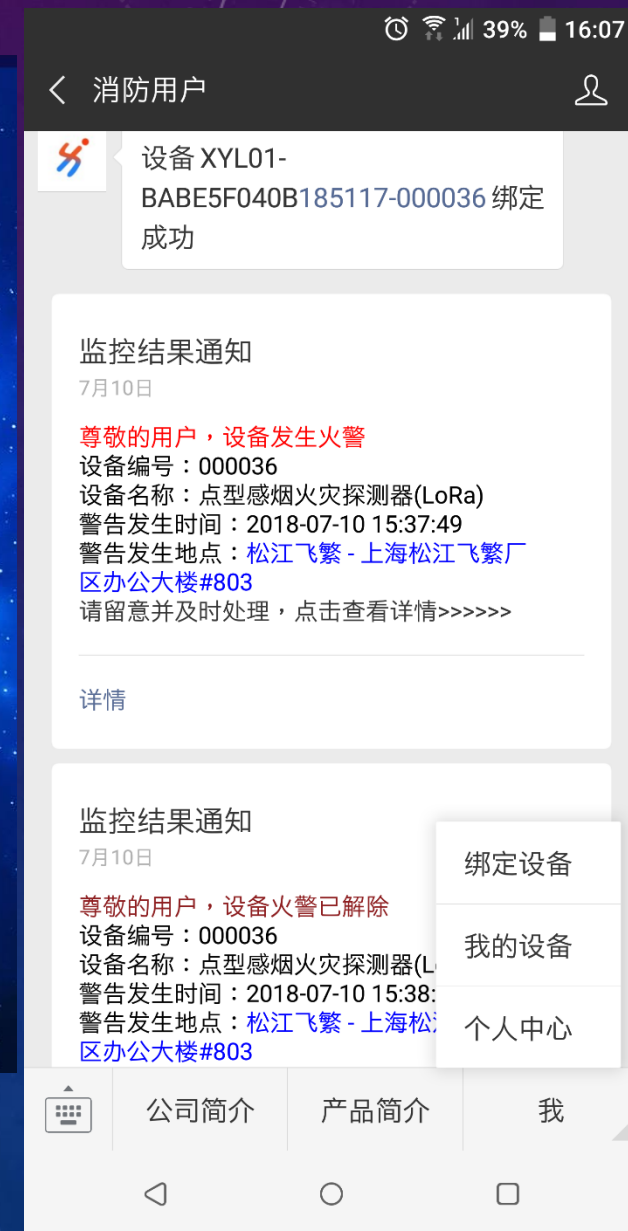 39% 16:07
消防用户
设备 XYL01-
BABE5F040B185117-000036 绑定
成功
监控结果通知
7月10日
尊敬的用户，设备发生火警
设备编号：000036
设备名称：点型感烟火灾探测器(LoRa)
警告发生时间：2018-07-10 15:37:49
警告发生地点：松江飞繁 - 上海松江飞繁厂
区办公大楼#803
请留意并及时处理，点击查看详情>>>>>>
详情
监控结果通知
7月10日
尊敬的用户，设备火警已解除
设备编号：000036
设备名称：点型感烟火灾探测器(L
警告发生时间：2018-07-10 15:38:
警告发生地点：松江飞繁 - 上海松
区办公大楼#803
绑定设备
我的设备
个人中心
公司简介
产品简介
我